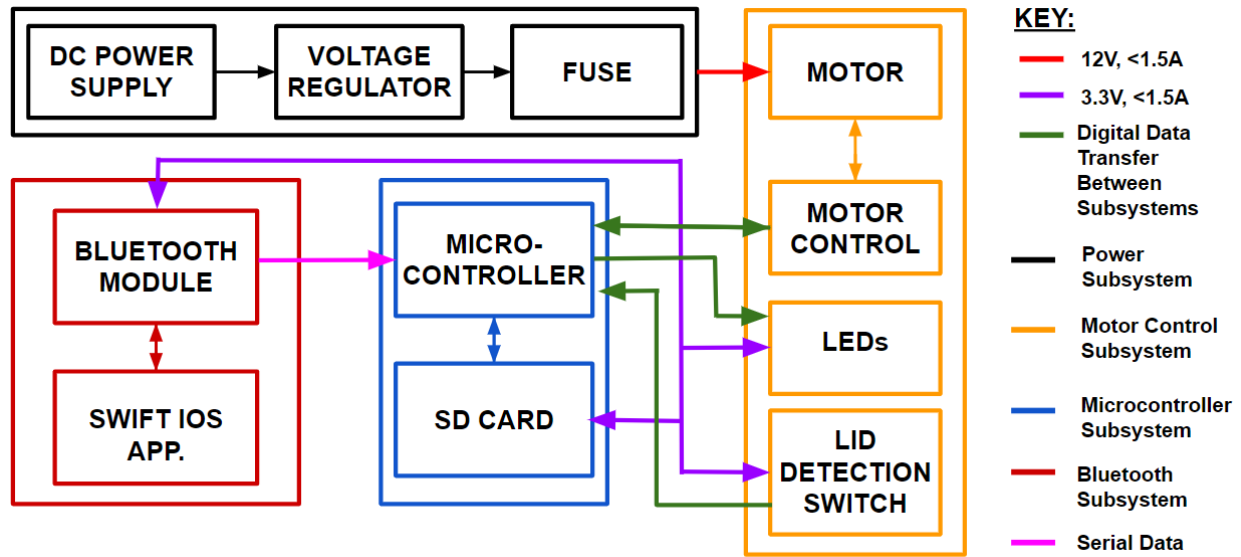 DC POWER
SUPPLY
VOLTAGE
REGULATOR
FUSE
MOTOR
BLUETOOTH
MODULE
MICRO-
CONTROLLER
MOTOR
CONTROL
LEDs
SWIFT IOS
APP.
SD CARD
LID
DETECTION
SWITCH
KEY:
12V, <1.5A
3.3V, <1.5A
Digital Data
Transfer
Between
Subsystems
Power
Subsystem
Motor Control
Subsystem
Microcontroller
Subsystem
Bluetooth
Subsystem
Serial Data